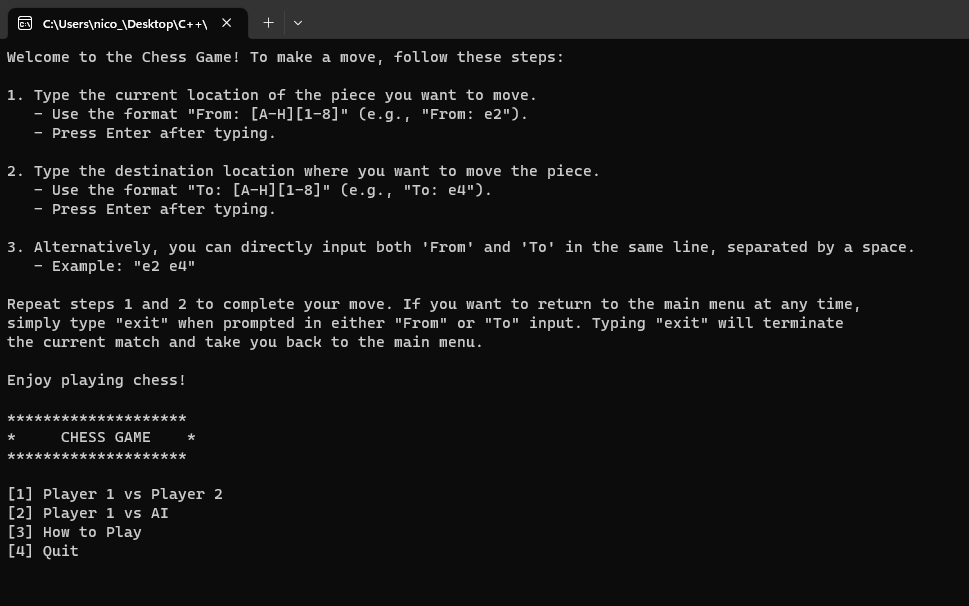 C:\Users\nico_\Desktop\C++\
Welcome to the Chess Game! To make a move, follow these steps:
1. Type the current location of the piece you want to move.
   - Use the format "From: [A-H][1-8]" (e.g., "From: e2").
   - Press Enter after typing.
2. Type the destination location where you want to move the piece.
   - Use the format "To: [A-H][1-8]" (e.g., "To: e4").
   - Press Enter after typing.
3. Alternatively, you can directly input both 'From' and 'To' in the same line, separated by a space.
   - Example: "e2 e4"
Repeat steps 1 and 2 to complete your move. If you want to return to the main menu at any time,
simply type "exit" when prompted in either "From" or "To" input. Typing "exit" will terminate
the current match and take you back to the main menu.
Enjoy playing chess!
********************
*     CHESS GAME    *
********************
[1] Player 1 vs Player 2
[2] Player 1 vs AI
[3] How to Play
[4] Quit